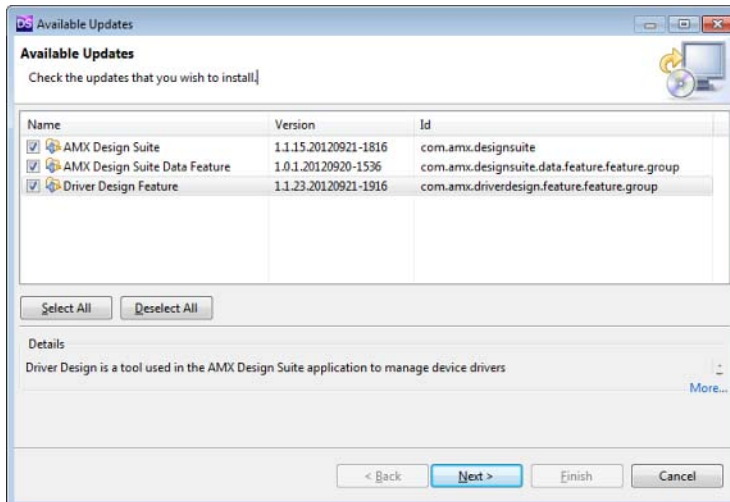 DS Available Updates
Available Updates
Check the updates that you wish to install.
Name Version Id
AMX Design Suite 1.1.15.20120921-1816 com.amx.designsuite
AMX Design Suite Data Feature 1.0.1.20120920-1536 com.amx.designsuite.data.feature.feature.group
Driver Design Feature 1.1.23.20120921-1916 com.amx.driverdesign.feature.feature.group
Select All Deselect All
Details
Driver Design is a tool used in the AMX Design Suite application to manage device drivers
More...
< Back Next > Finish Cancel